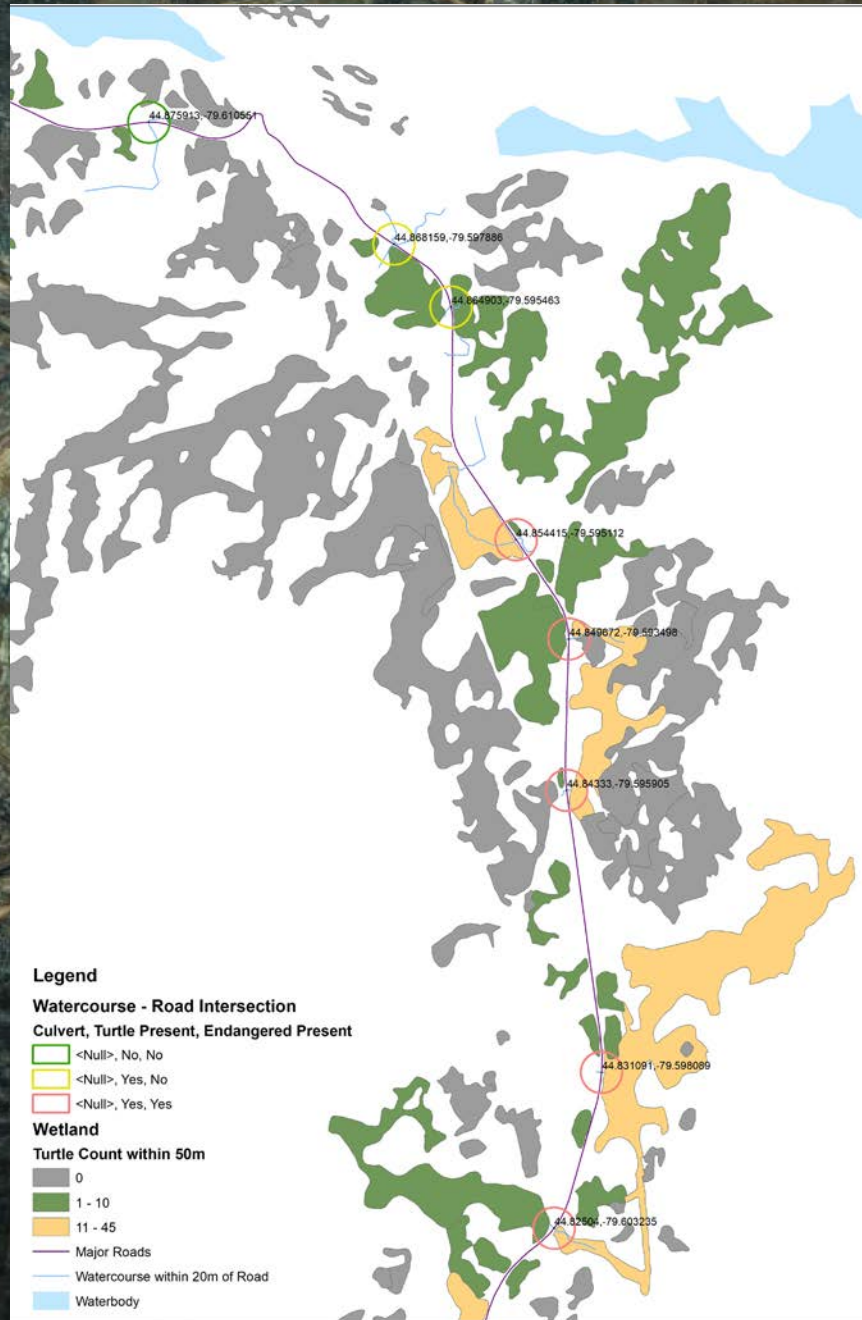 44.875913,-79.610551
44.868159,-79.597886
44.864903,-79.595463
44.854415,-79.595112
44.849672,-79.593498
44.84333,-79.595905
44.831091,-79.598089
44.82504,-79.603235
Legend
Watercourse - Road Intersection
Culvert, Turtle Present, Endangered Present
<Null>, No, No
<Null>, Yes, No
<Null>, Yes, Yes
Wetland
Turtle Count within 50m
0
1 - 10
11 - 45
Major Roads
Watercourse within 20m of Road
Waterbody